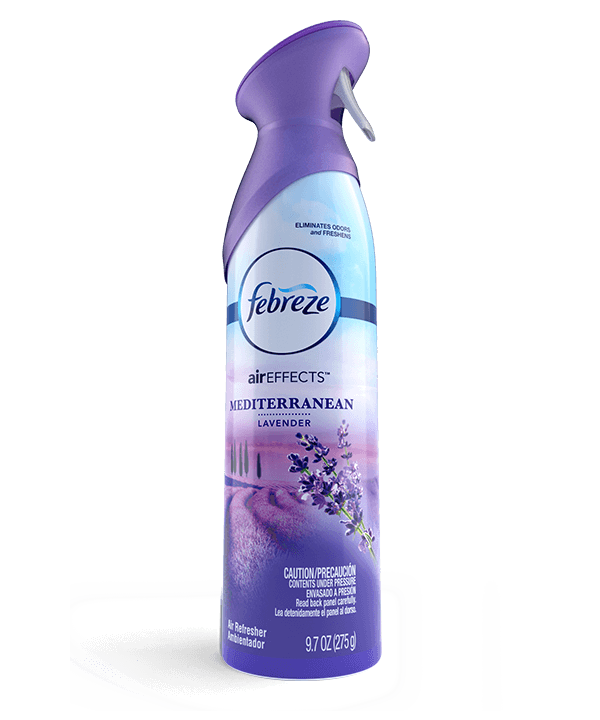 ELIMINATES ODORS
and FRESHENS
febreze
airEFFECTS™
MEDITERRANEAN
LAVENDER
CAUTION/PRECAUCIÓN
CONTENTS UNDER PRESSURE
ENVASADO A PRESIÓN
Read back panel carefully.
Lea detenidamente el panel al dorso.
Air Refresher
Ambientador
9.7 OZ (275 g)